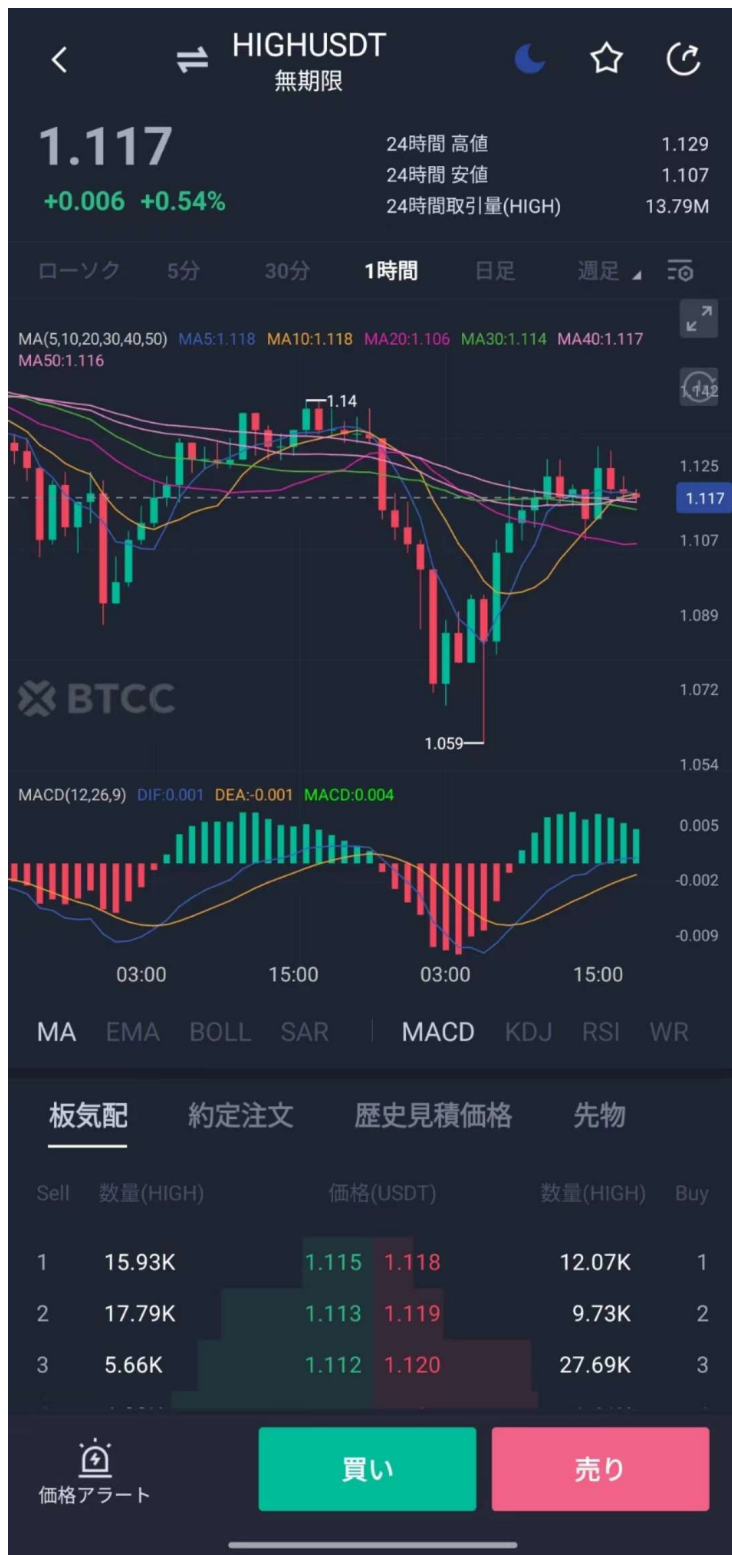 HIGHUSDT
無期限
1.117
+0.006 +0.54%
24時間 高値 1.129
24時間 安値 1.107
24時間取引量(HIGH) 13.79M
ローソク 5分 30分 1時間 日足 週足
MA(5,10,20,30,40,50) MA5:1.118 MA10:1.118 MA20:1.106 MA30:1.114 MA40:1.117
MA50:1.116
1.142
1.14
1.125
1.117
1.107
1.089
1.072
BTCC
1.059
1.054
MACD(12,26,9) DIF:0.001 DEA:-0.001 MACD:0.004
0.005
-0.002
-0.009
03:00 15:00 03:00 15:00
MA EMA BOLL SAR MACD KDJ RSI WR
板気配 約定注文 歴史見積価格 先物
Sell 数量(HIGH) 価格(USDT) 数量(HIGH) Buy
1 15.93K 1.115 1.118 12.07K 1
2 17.79K 1.113 1.119 9.73K 2
3 5.66K 1.112 1.120 27.69K 3
価格アラート
買い
売り